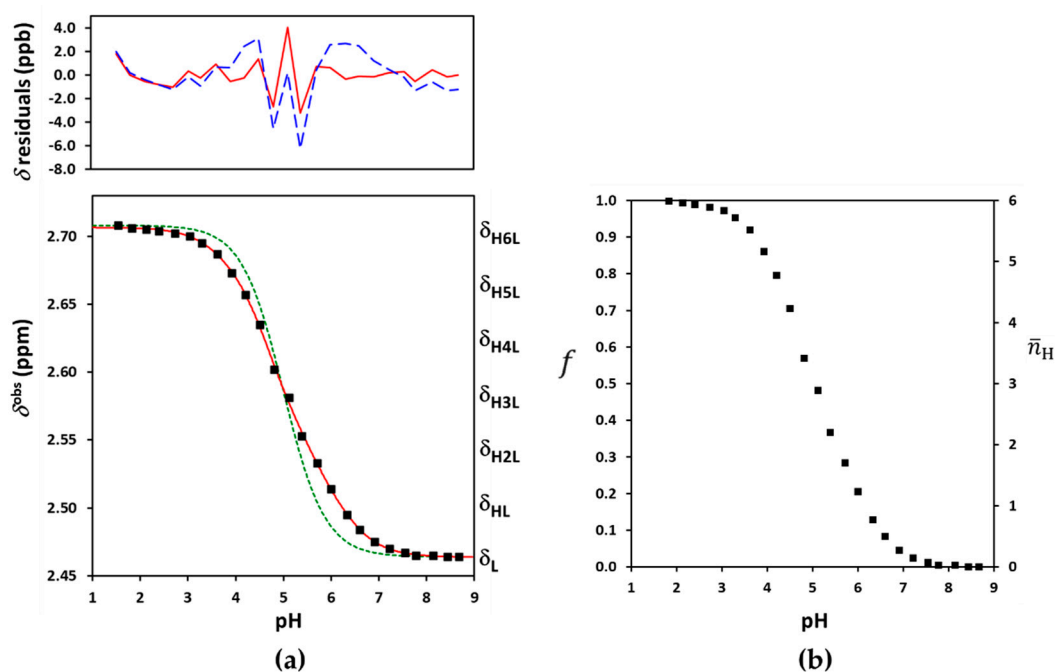 δ residuals (ppb)
4.0
2.0
0.0
-2.0
-4.0
-6.0
-8.0
δobs (ppm)
2.70
2.65
2.60
2.55
2.50
2.45
δH6L
δH5L
δH4L
δH3L
δH2L
δHL
δL
1 2 3 4 5 6 7 8 9
pH
(a)
f
1.0
0.9
0.8
0.7
0.6
0.5
0.4
0.3
0.2
0.1
0.0
6
5
4
3
2
1
0
n̄H
1 2 3 4 5 6 7 8 9
pH
(b)